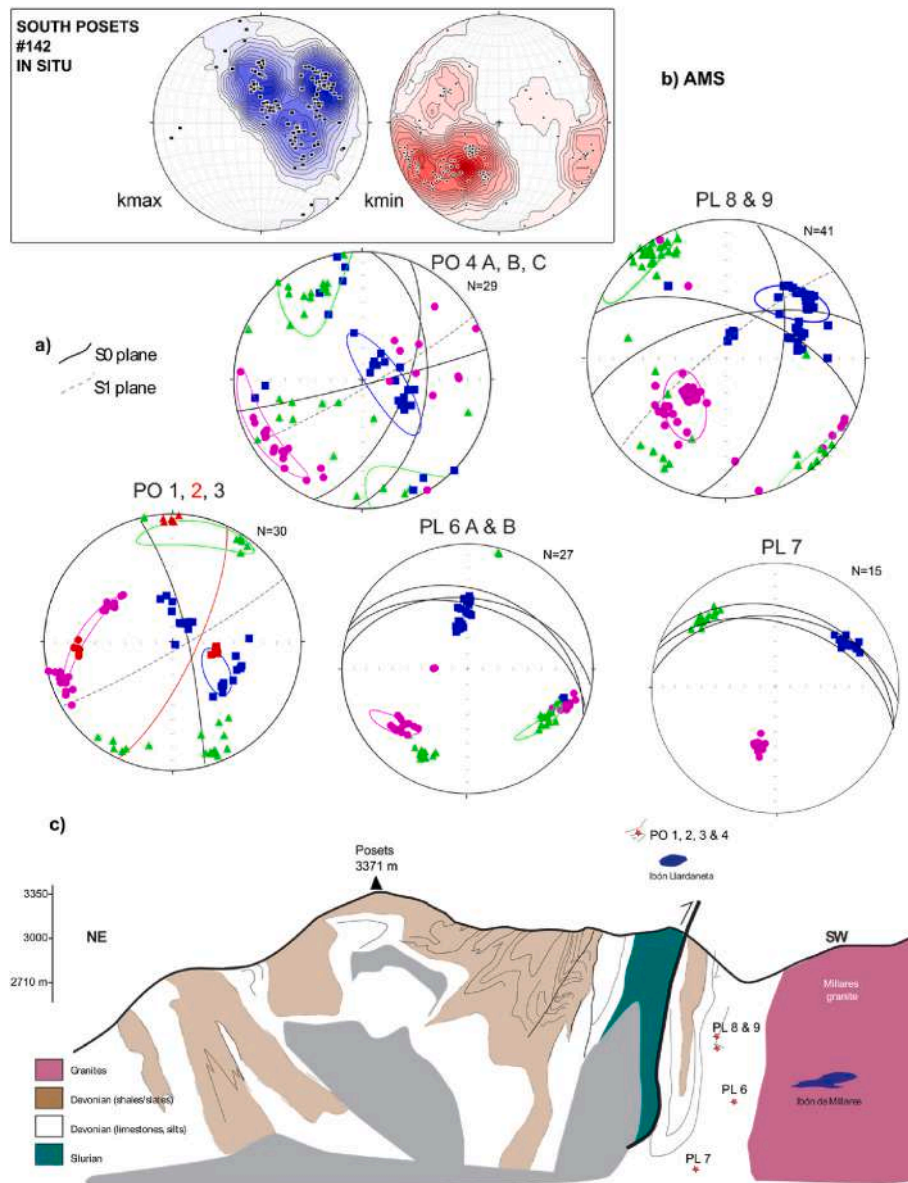 SOUTH POSETS
#142
IN SITU
kmax
kmin
b) AMS
PL 8 & 9
N=41
PO 4 A, B, C
N=29
a)
S0 plane
S1 plane
PO 1, 2, 3
N=30
PL 6 A & B
N=27
PL 7
N=15
c)
PO 1, 2, 3 & 4
Ibón Llardaneta
Posets
3371 m
3350
3000
2710 m
NE
SW
Millares
granite
PL 8 & 9
Ibón de Millares
PL 6
PL 7
Granites
Devonian (shales/slates)
Devonian (limestones, silts)
Silurian